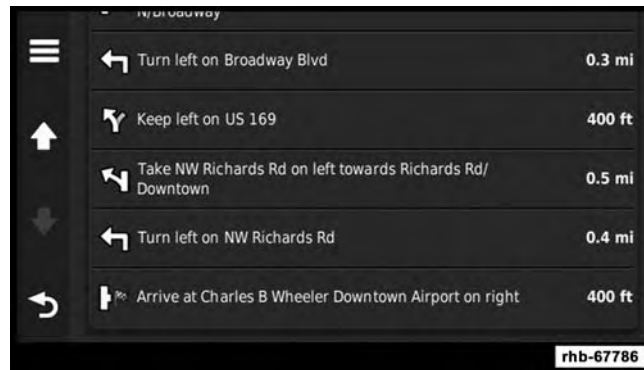 N/Broadway
Turn left on Broadway Blvd 0.3 mi
Keep left on US 169 400 ft
Take NW Richards Rd on left towards Richards Rd/
Downtown 0.5 mi
Turn left on NW Richards Rd 0.4 mi
Arrive at Charles B Wheeler Downtown Airport on right 400 ft
rhb-67786